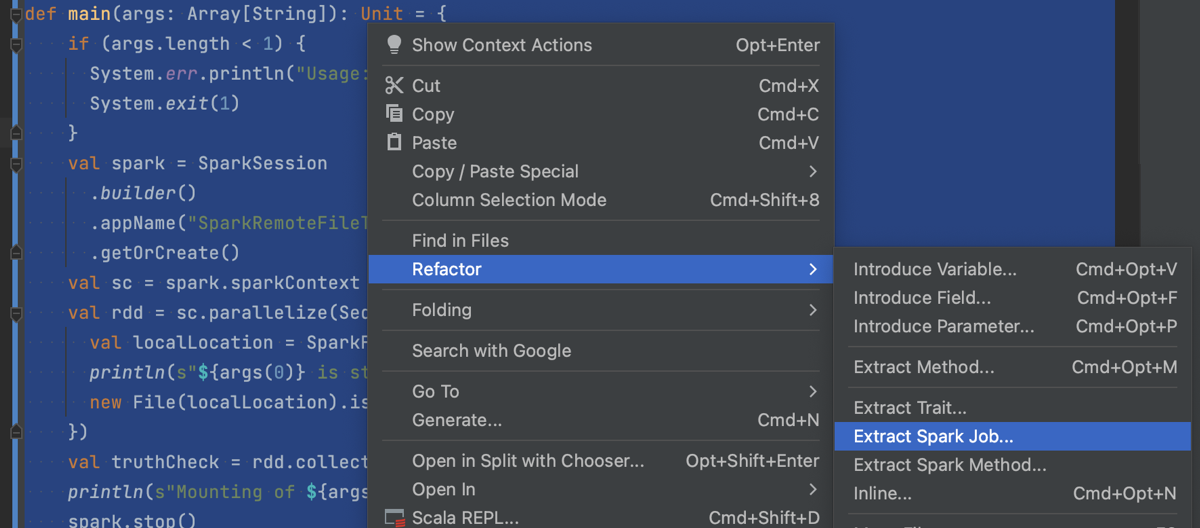 def main(args: Array[String]): Unit = {
if (args.length < 1) {
System.err.println("Usage:
System.exit(1)
}
val spark = SparkSession
.builder()
.appName("SparkRemoteFile
.getOrCreate()
val sc = spark.sparkContext
val rdd = sc.parallelize(Seq
val localLocation = SparkF
println(s"${args(0)} is st
new File(localLocation).is
})
val truthCheck = rdd.collect
println(s"Mounting of ${args
spark.stop()
Show Context Actions Opt+Enter
Cut Cmd+X
Copy Cmd+C
Paste Cmd+V
Copy / Paste Special
Column Selection Mode Cmd+Shift+8
Find in Files
Refactor
Folding
Search with Google
Go To
Generate... Cmd+N
Open in Split with Chooser... Opt+Shift+Enter
Open In
Scala REPL... Cmd+Shift+D
Introduce Variable... Cmd+Opt+V
Introduce Field... Cmd+Opt+F
Introduce Parameter... Cmd+Opt+P
Extract Method... Cmd+Opt+M
Extract Trait...
Extract Spark Job...
Extract Spark Method...
Inline... Cmd+Opt+N